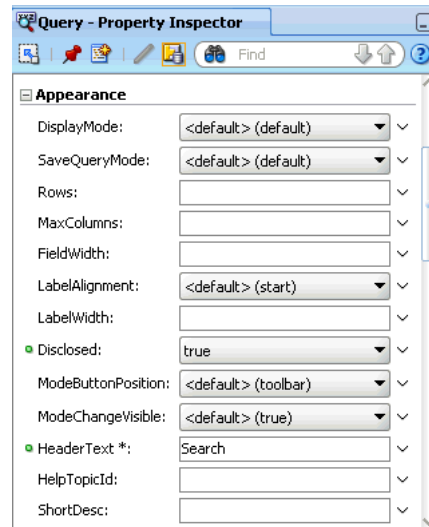 Query - Property Inspector
Find
Appearance
DisplayMode: <default> (default)
SaveQueryMode: <default> (default)
Rows:
MaxColumns:
FieldWidth:
LabelAlignment: <default> (start)
LabelWidth:
Disclosed: true
ModeButtonPosition: <default> (toolbar)
ModeChangeVisible: <default> (true)
HeaderText *: Search
HelpTopicId:
ShortDesc: